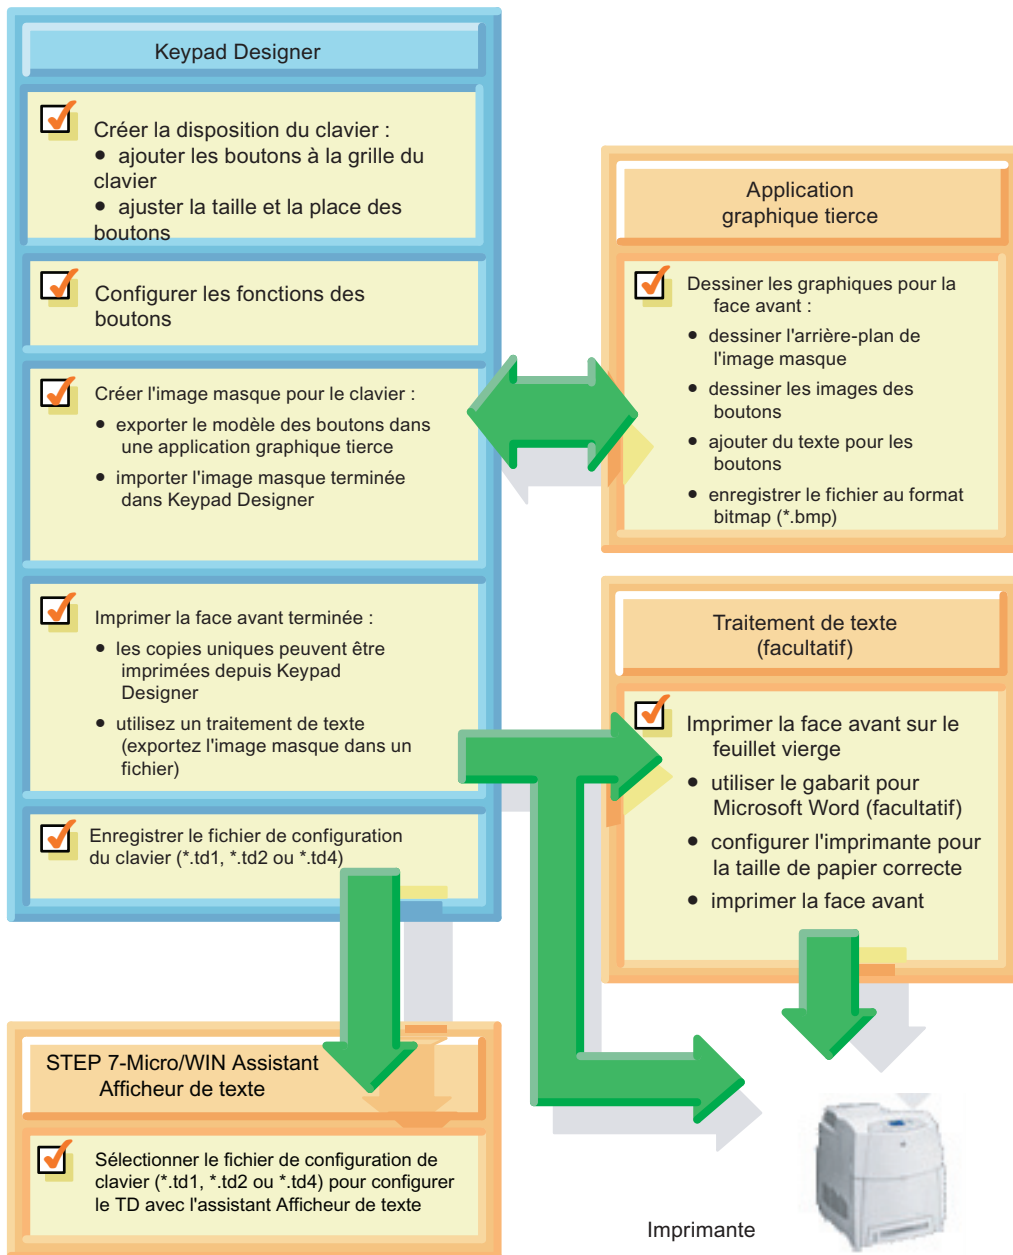 Keypad Designer
Créer la disposition du clavier :
• ajouter les boutons à la grille du
clavier
• ajuster la taille et la place des
boutons
Configurer les fonctions des
boutons
Créer l'image masque pour le clavier :
• exporter le modèle des boutons dans
une application graphique tierce
• importer l'image masque terminée
dans Keypad Designer
Imprimer la face avant terminée :
• les copies uniques peuvent être
imprimées depuis Keypad
Designer
• utilisez un traitement de texte
(exportez l'image masque dans un
fichier)
Enregistrer le fichier de configuration
du clavier (*.td1, *.td2 ou *.td4)
Application
graphique tierce
Dessiner les graphiques pour la
face avant :
• dessiner l'arrière-plan de
l'image masque
• dessiner les images des
boutons
• ajouter du texte pour les
boutons
• enregistrer le fichier au format
bitmap (*.bmp)
Traitement de texte
(facultatif)
Imprimer la face avant sur le
feuillet vierge
• utiliser le gabarit pour
Microsoft Word (facultatif)
• configurer l'imprimante pour
la taille de papier correcte
• imprimer la face avant
STEP 7-Micro/WIN Assistant
Afficheur de texte
Sélectionner le fichier de configuration de
clavier (*.td1, *.td2 ou *.td4) pour configurer
le TD avec l'assistant Afficheur de texte
Imprimante